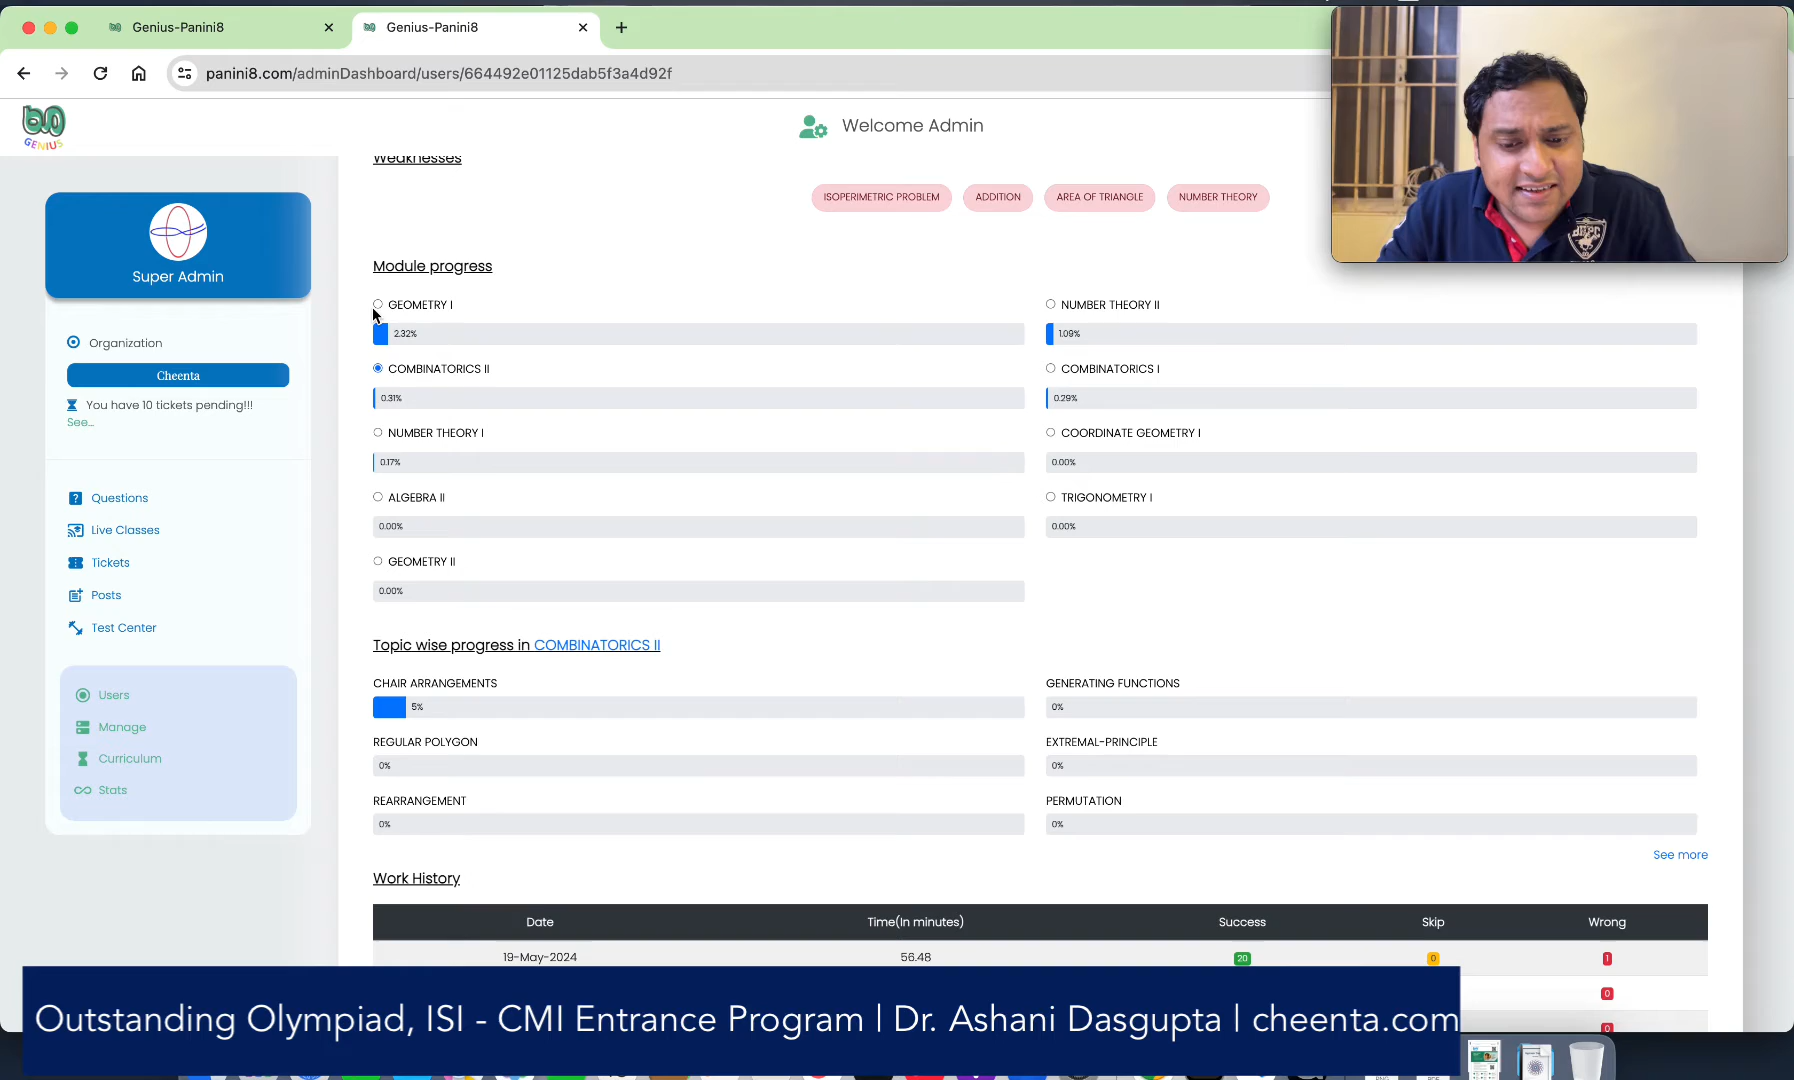 Genius-Panini8
Genius-Panini8
panini8.com/adminDashboard/users/664492e01125dab5f3a4d92f
GENIUS
Welcome Admin
Weaknesses
ISOPERIMETRIC PROBLEM
ADDITION
AREA OF TRIANGLE
NUMBER THEORY
Super Admin
Organization
Cheenta
You have 10 tickets pending!!!
See...
Questions
Live Classes
Tickets
Posts
Test Center
Users
Manage
Curriculum
Stats
Module progress
GEOMETRY I
2.32%
NUMBER THEORY II
1.09%
COMBINATORICS II
0.31%
COMBINATORICS I
0.29%
NUMBER THEORY I
0.17%
COORDINATE GEOMETRY I
0.00%
ALGEBRA II
0.00%
TRIGONOMETRY I
0.00%
GEOMETRY II
0.00%
Topic wise progress in COMBINATORICS II
CHAIR ARRANGEMENTS
5%
GENERATING FUNCTIONS
0%
REGULAR POLYGON
0%
EXTREMAL-PRINCIPLE
0%
REARRANGEMENT
0%
PERMUTATION
0%
See more
Work History
Date Time(In minutes) Success Skip Wrong
19-May-2024 56.48 20 0 1
0
0
Outstanding Olympiad, ISI - CMI Entrance Program | Dr. Ashani Dasgupta | cheenta.com